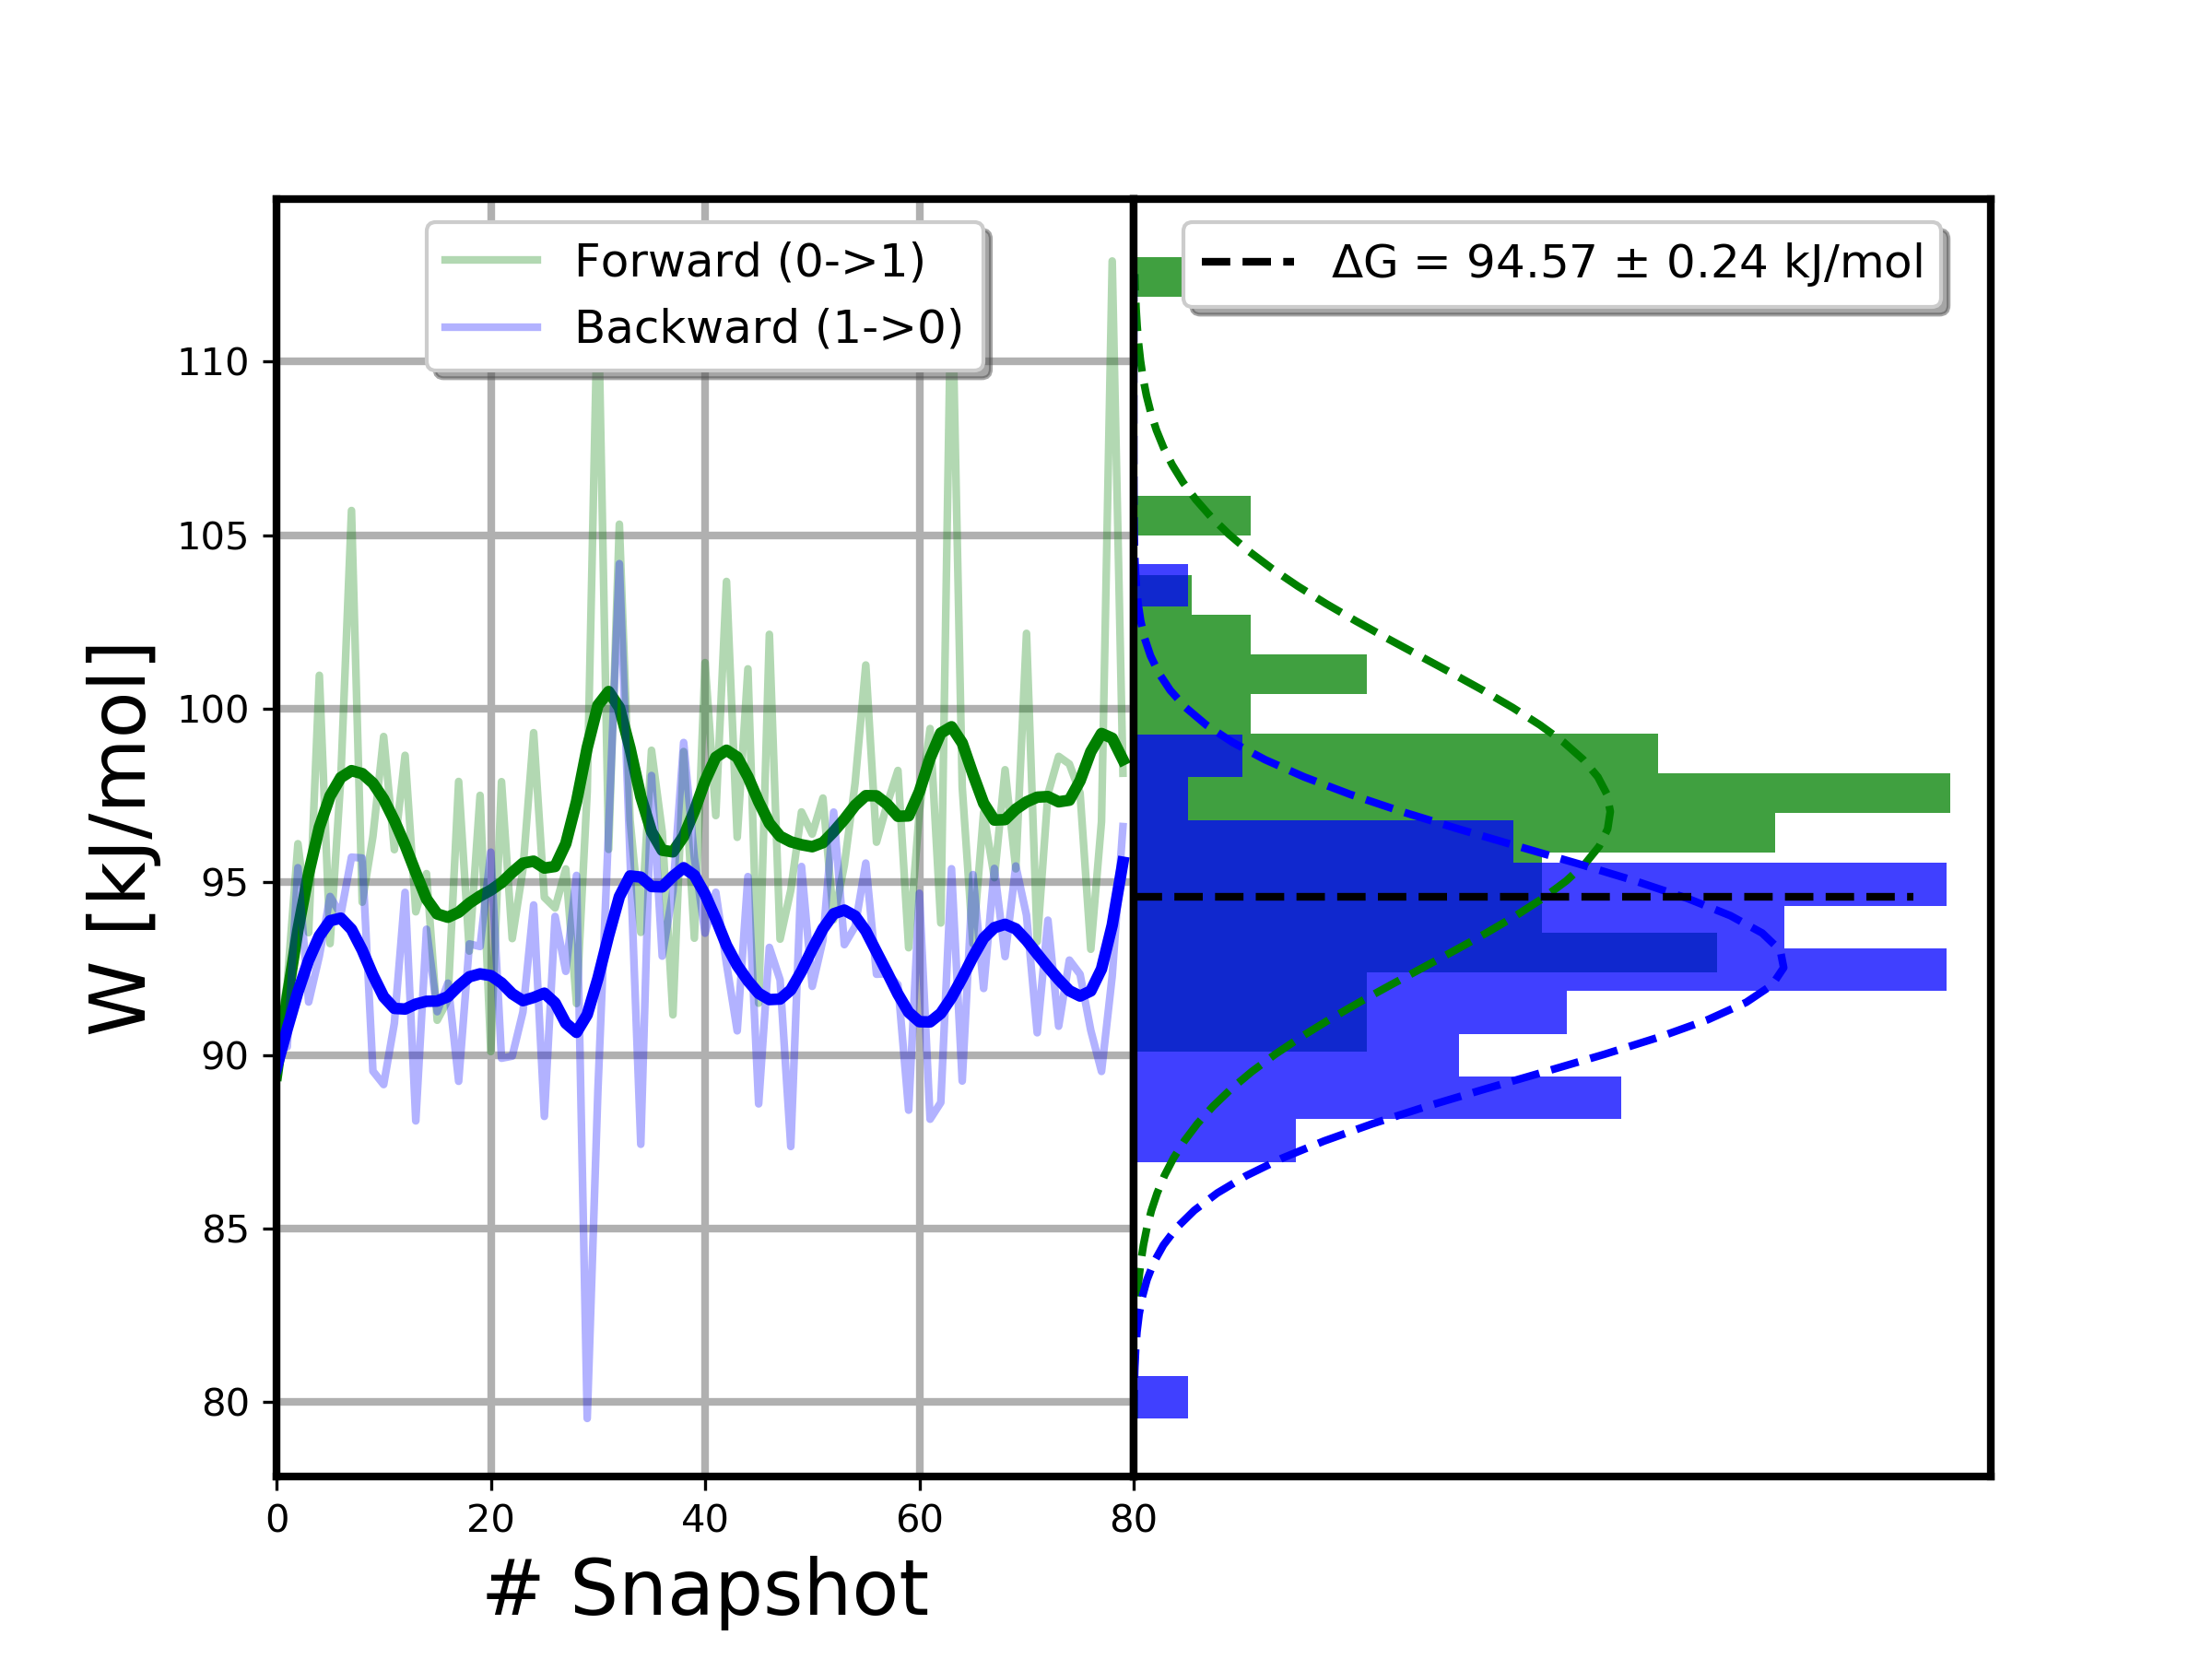 Forward (0->1)
Backward (1->0)
ΔG = 94.57 ± 0.24 kJ/mol
W [kJ/mol]
110
105
100
95
90
85
80
0 20 40 60 80
# Snapshot